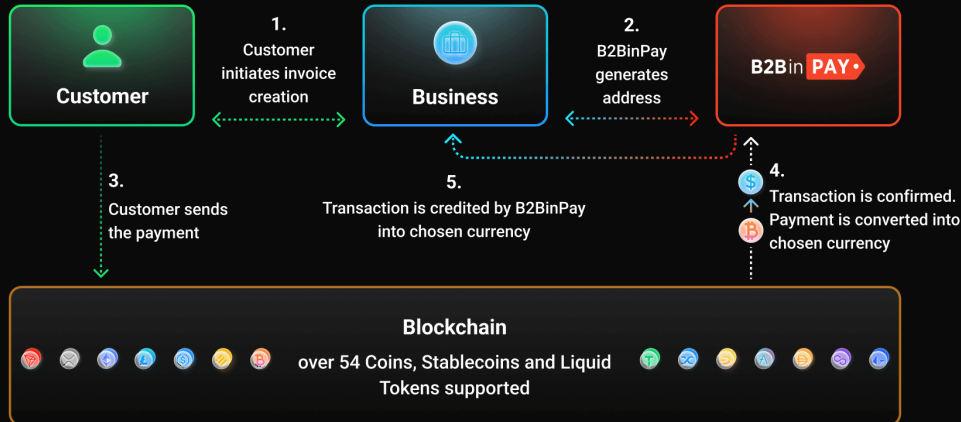 1.
Customer
initiates invoice
creation
2.
B2BinPay
generates
address
B2BinPAY
Customer
Business
3.
Customer sends
the payment
5.
Transaction is credited by B2BinPay
into chosen currency
4.
Transaction is confirmed.
Payment is converted into
chosen currency
Blockchain
over 54 Coins, Stablecoins and Liquid
Tokens supported